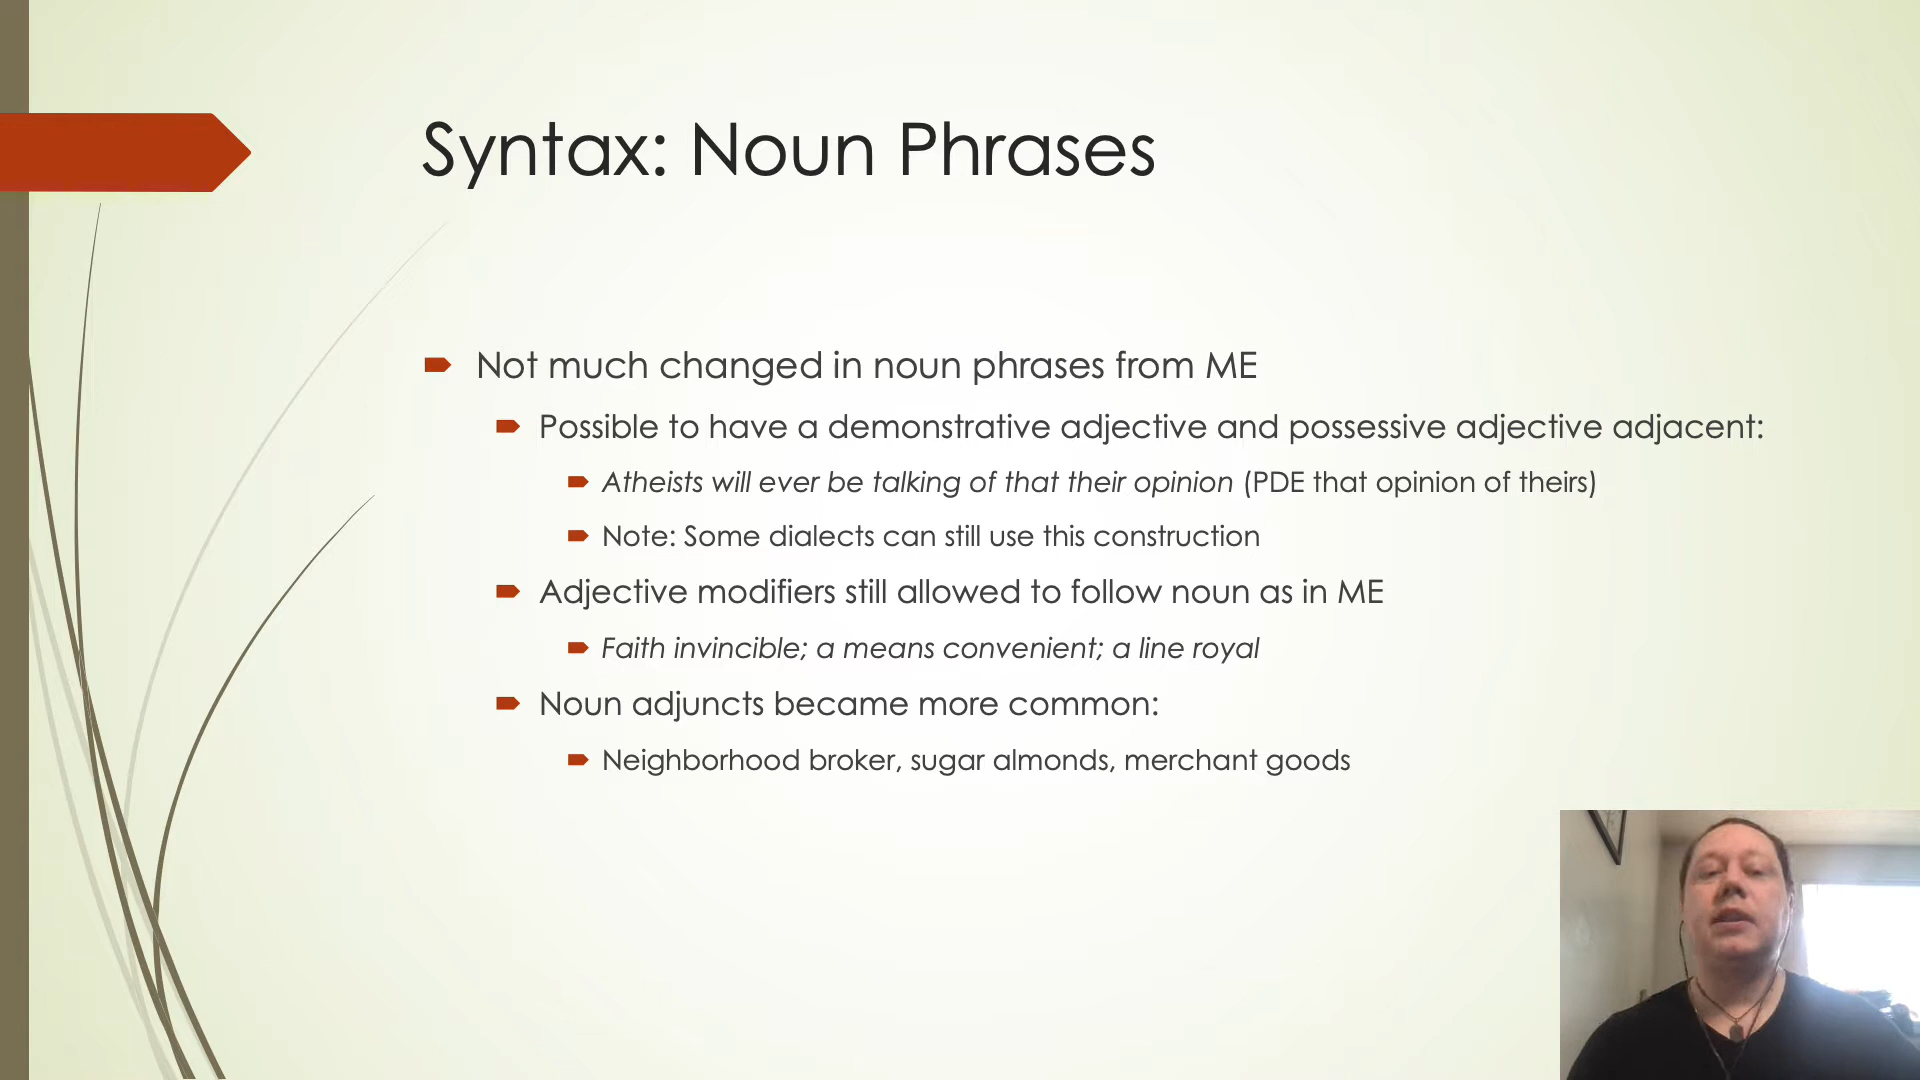 Syntax: Noun Phrases
Not much changed in noun phrases from ME
Possible to have a demonstrative adjective and possessive adjective adjacent:
Atheists will ever be talking of that their opinion (PDE that opinion of theirs)
Note: Some dialects can still use this construction
Adjective modifiers still allowed to follow noun as in ME
Faith invincible; a means convenient; a line royal
Noun adjuncts became more common:
Neighborhood broker, sugar almonds, merchant goods